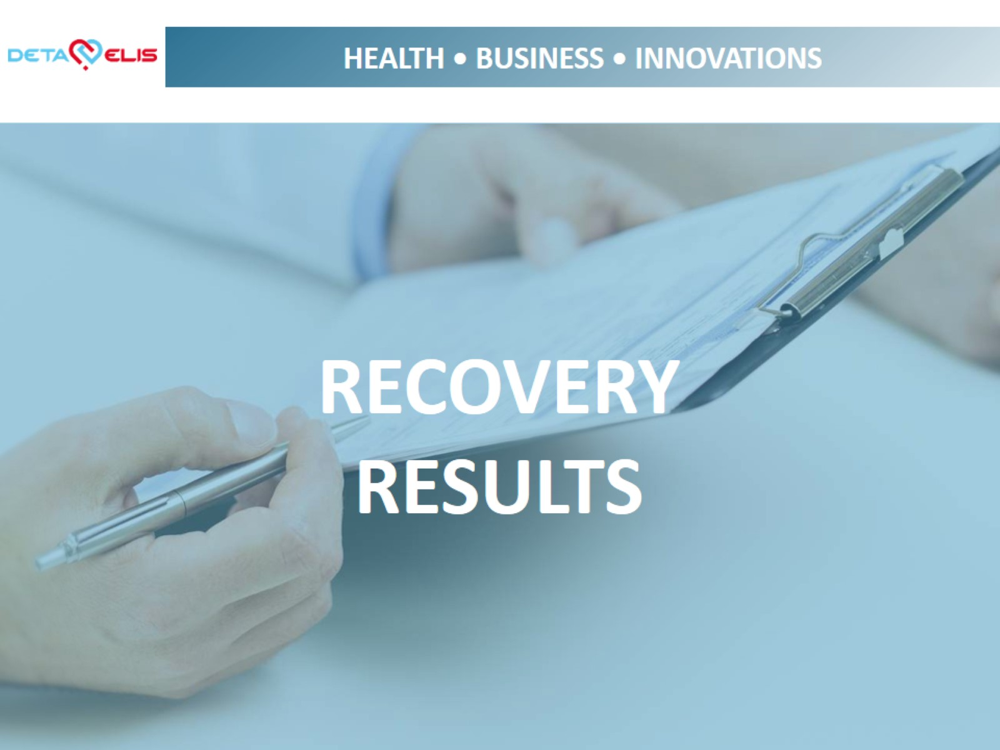 DETA ELIS
HEALTH • BUSINESS • INNOVATIONS
RECOVERY
RESULTS